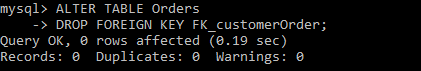 mysql> ALTER TABLE Orders
    -> DROP FOREIGN KEY FK_customerOrder;
Query OK, 0 rows affected (0.19 sec)
Records: 0  Duplicates: 0  Warnings: 0